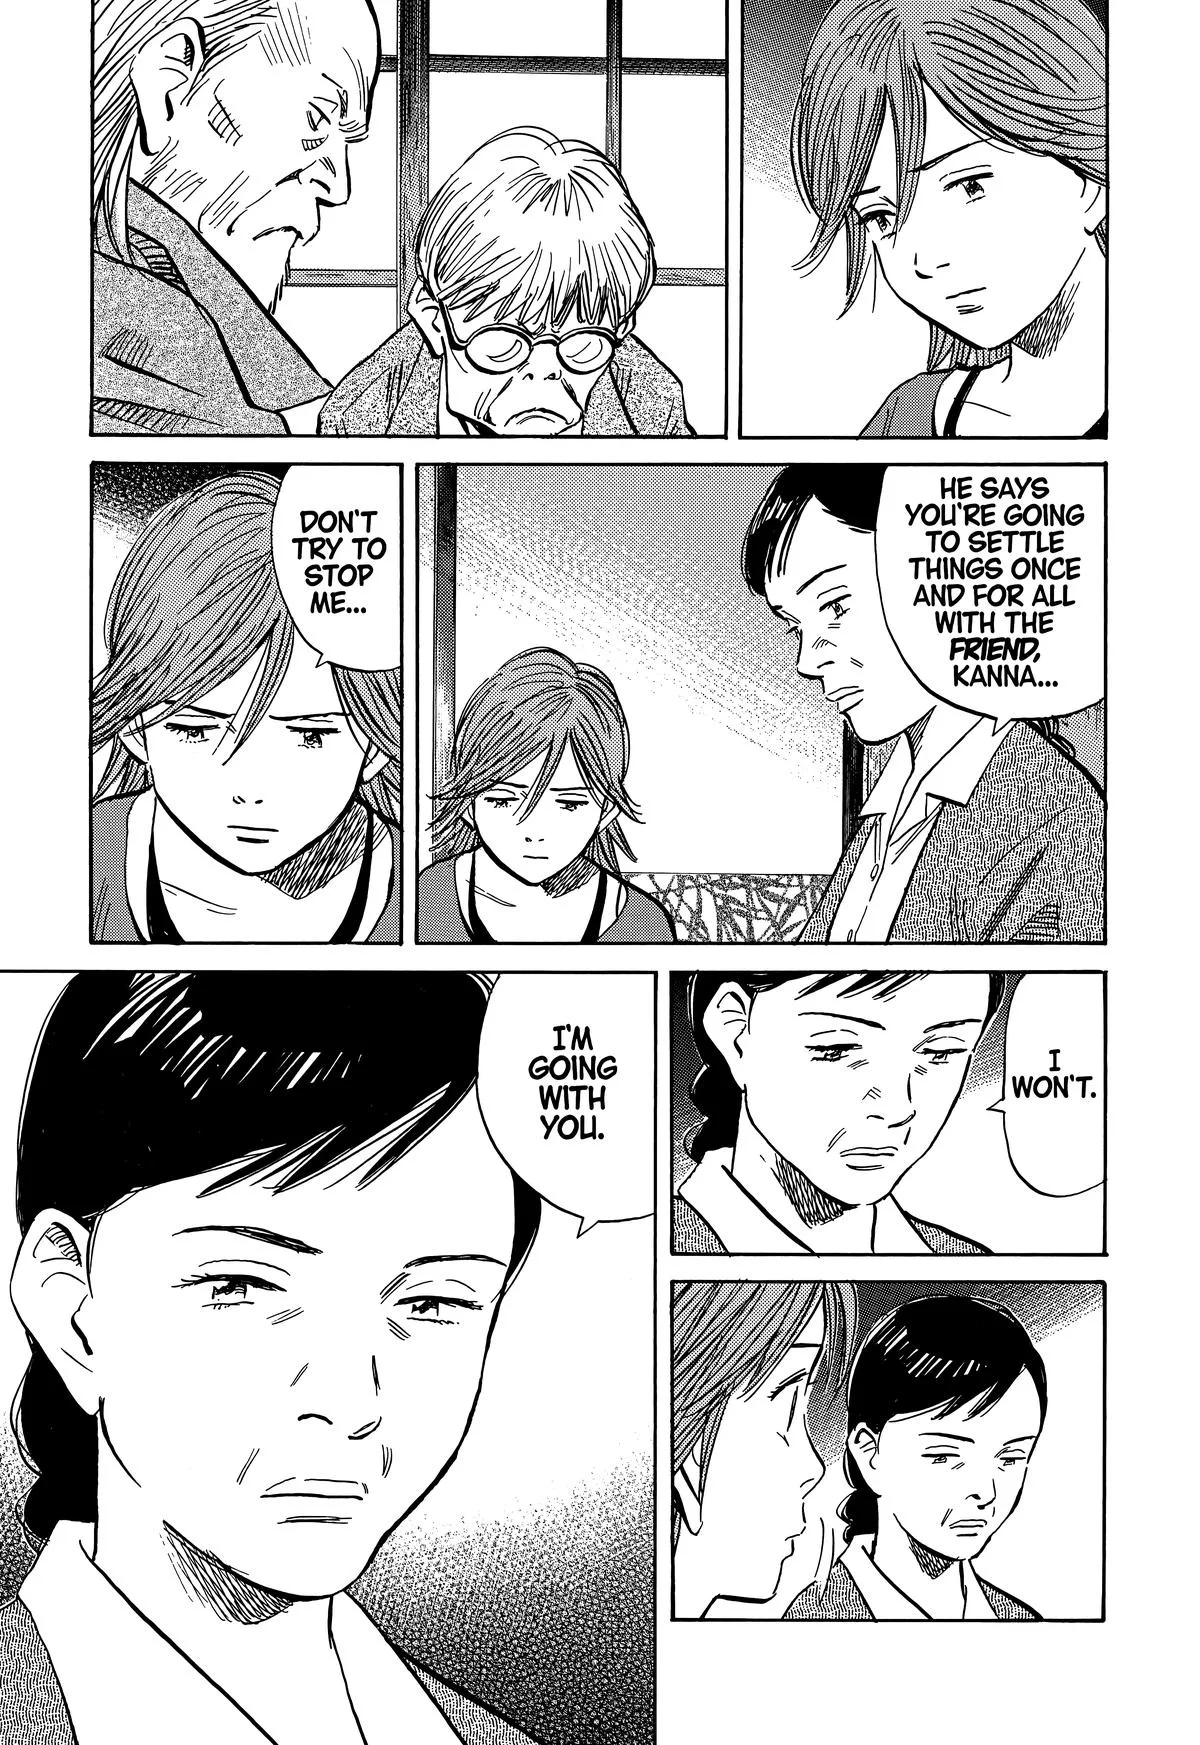 HE SAYS
YOU'RE GOING
TO SETTLE
THINGS ONCE
AND FOR ALL
WITH THE
FRIEND,
KANNA...
DON'T
TRY TO
STOP
ME...
I
WON'T.
I'M
GOING
WITH
YOU.